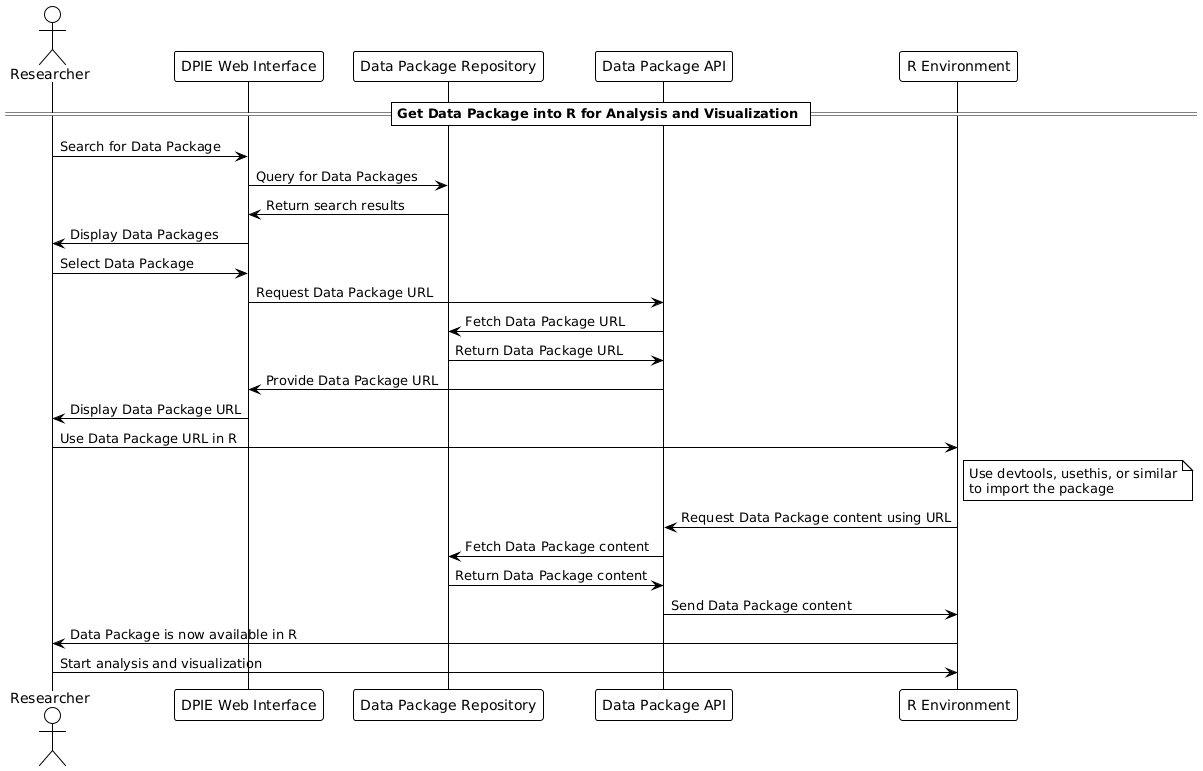 Researcher
DPIE Web Interface
Data Package Repository
Data Package API
R Environment
Get Data Package into R for Analysis and Visualization
Search for Data Package
Query for Data Packages
Return search results
Display Data Packages
Select Data Package
Request Data Package URL
Fetch Data Package URL
Return Data Package URL
Provide Data Package URL
Display Data Package URL
Use Data Package URL in R
Use devtools, usethis, or similar
to import the package
Request Data Package content using URL
Fetch Data Package content
Return Data Package content
Send Data Package content
Data Package is now available in R
Start analysis and visualization
Researcher
DPIE Web Interface
Data Package Repository
Data Package API
R Environment